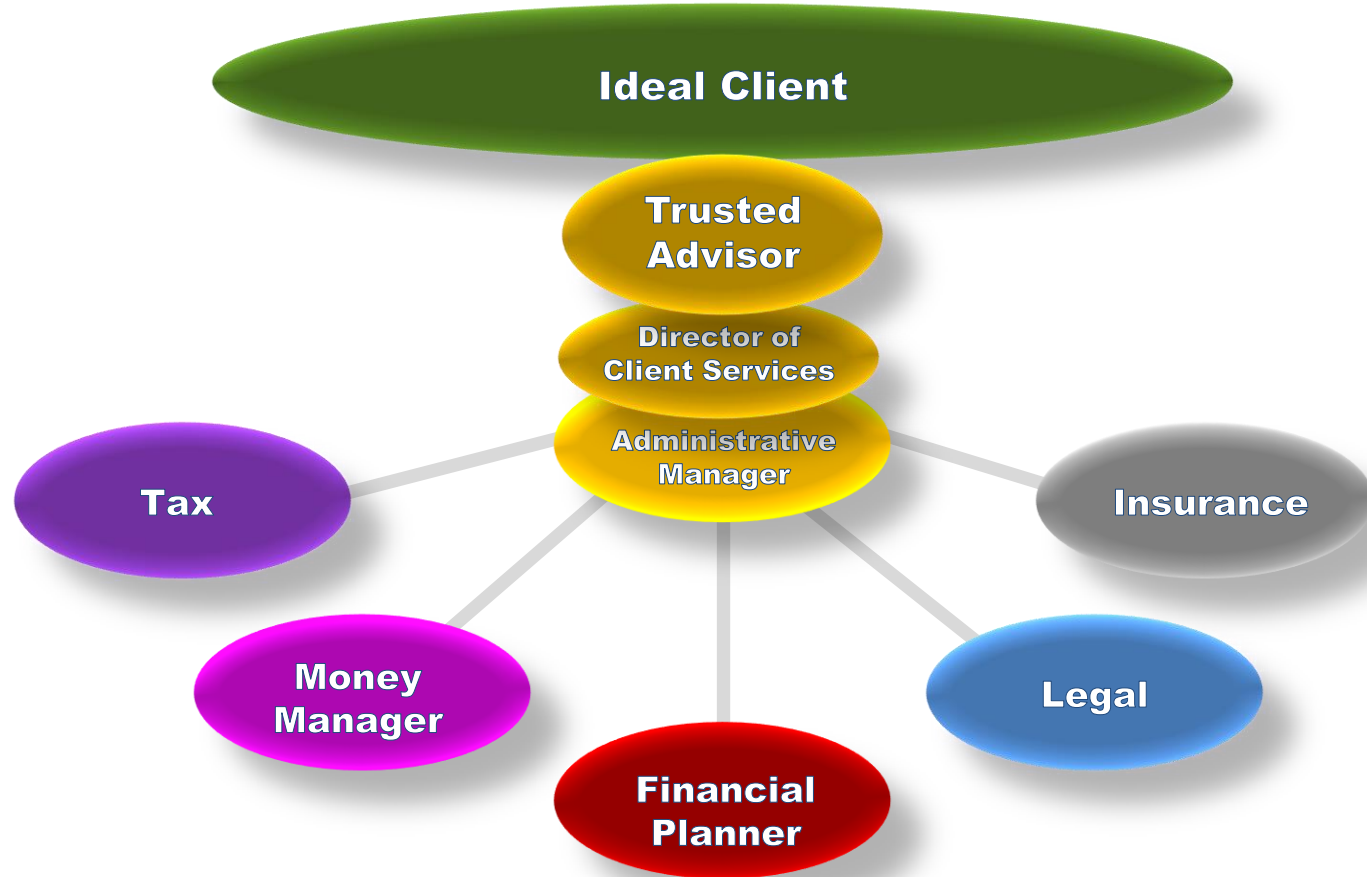 Ideal Client
Trusted
Advisor
Director of
Client Services
Administrative
Manager
Tax
Insurance
Money
Manager
Legal
Financial
Planner